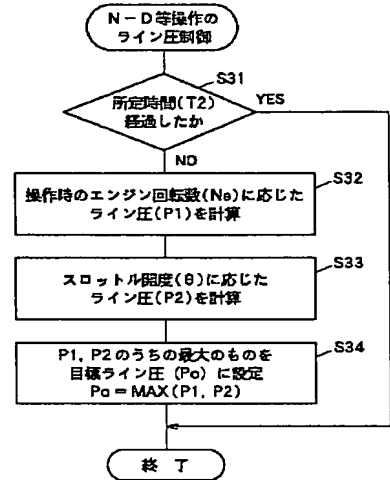 N－D等操作の
ライン圧制御
S31
所定時間(T2)
経過したか
YES
NO
S32
操作時のエンジン回転数(Ne)に応じた
ライン圧(P1)を計算
S33
スロットル開度(θ)に応じた
ライン圧(P2)を計算
S34
P1, P2のうちの最大のものを
目標ライン圧 (Po) に設定
Po＝MAX(P1, P2)
終 了